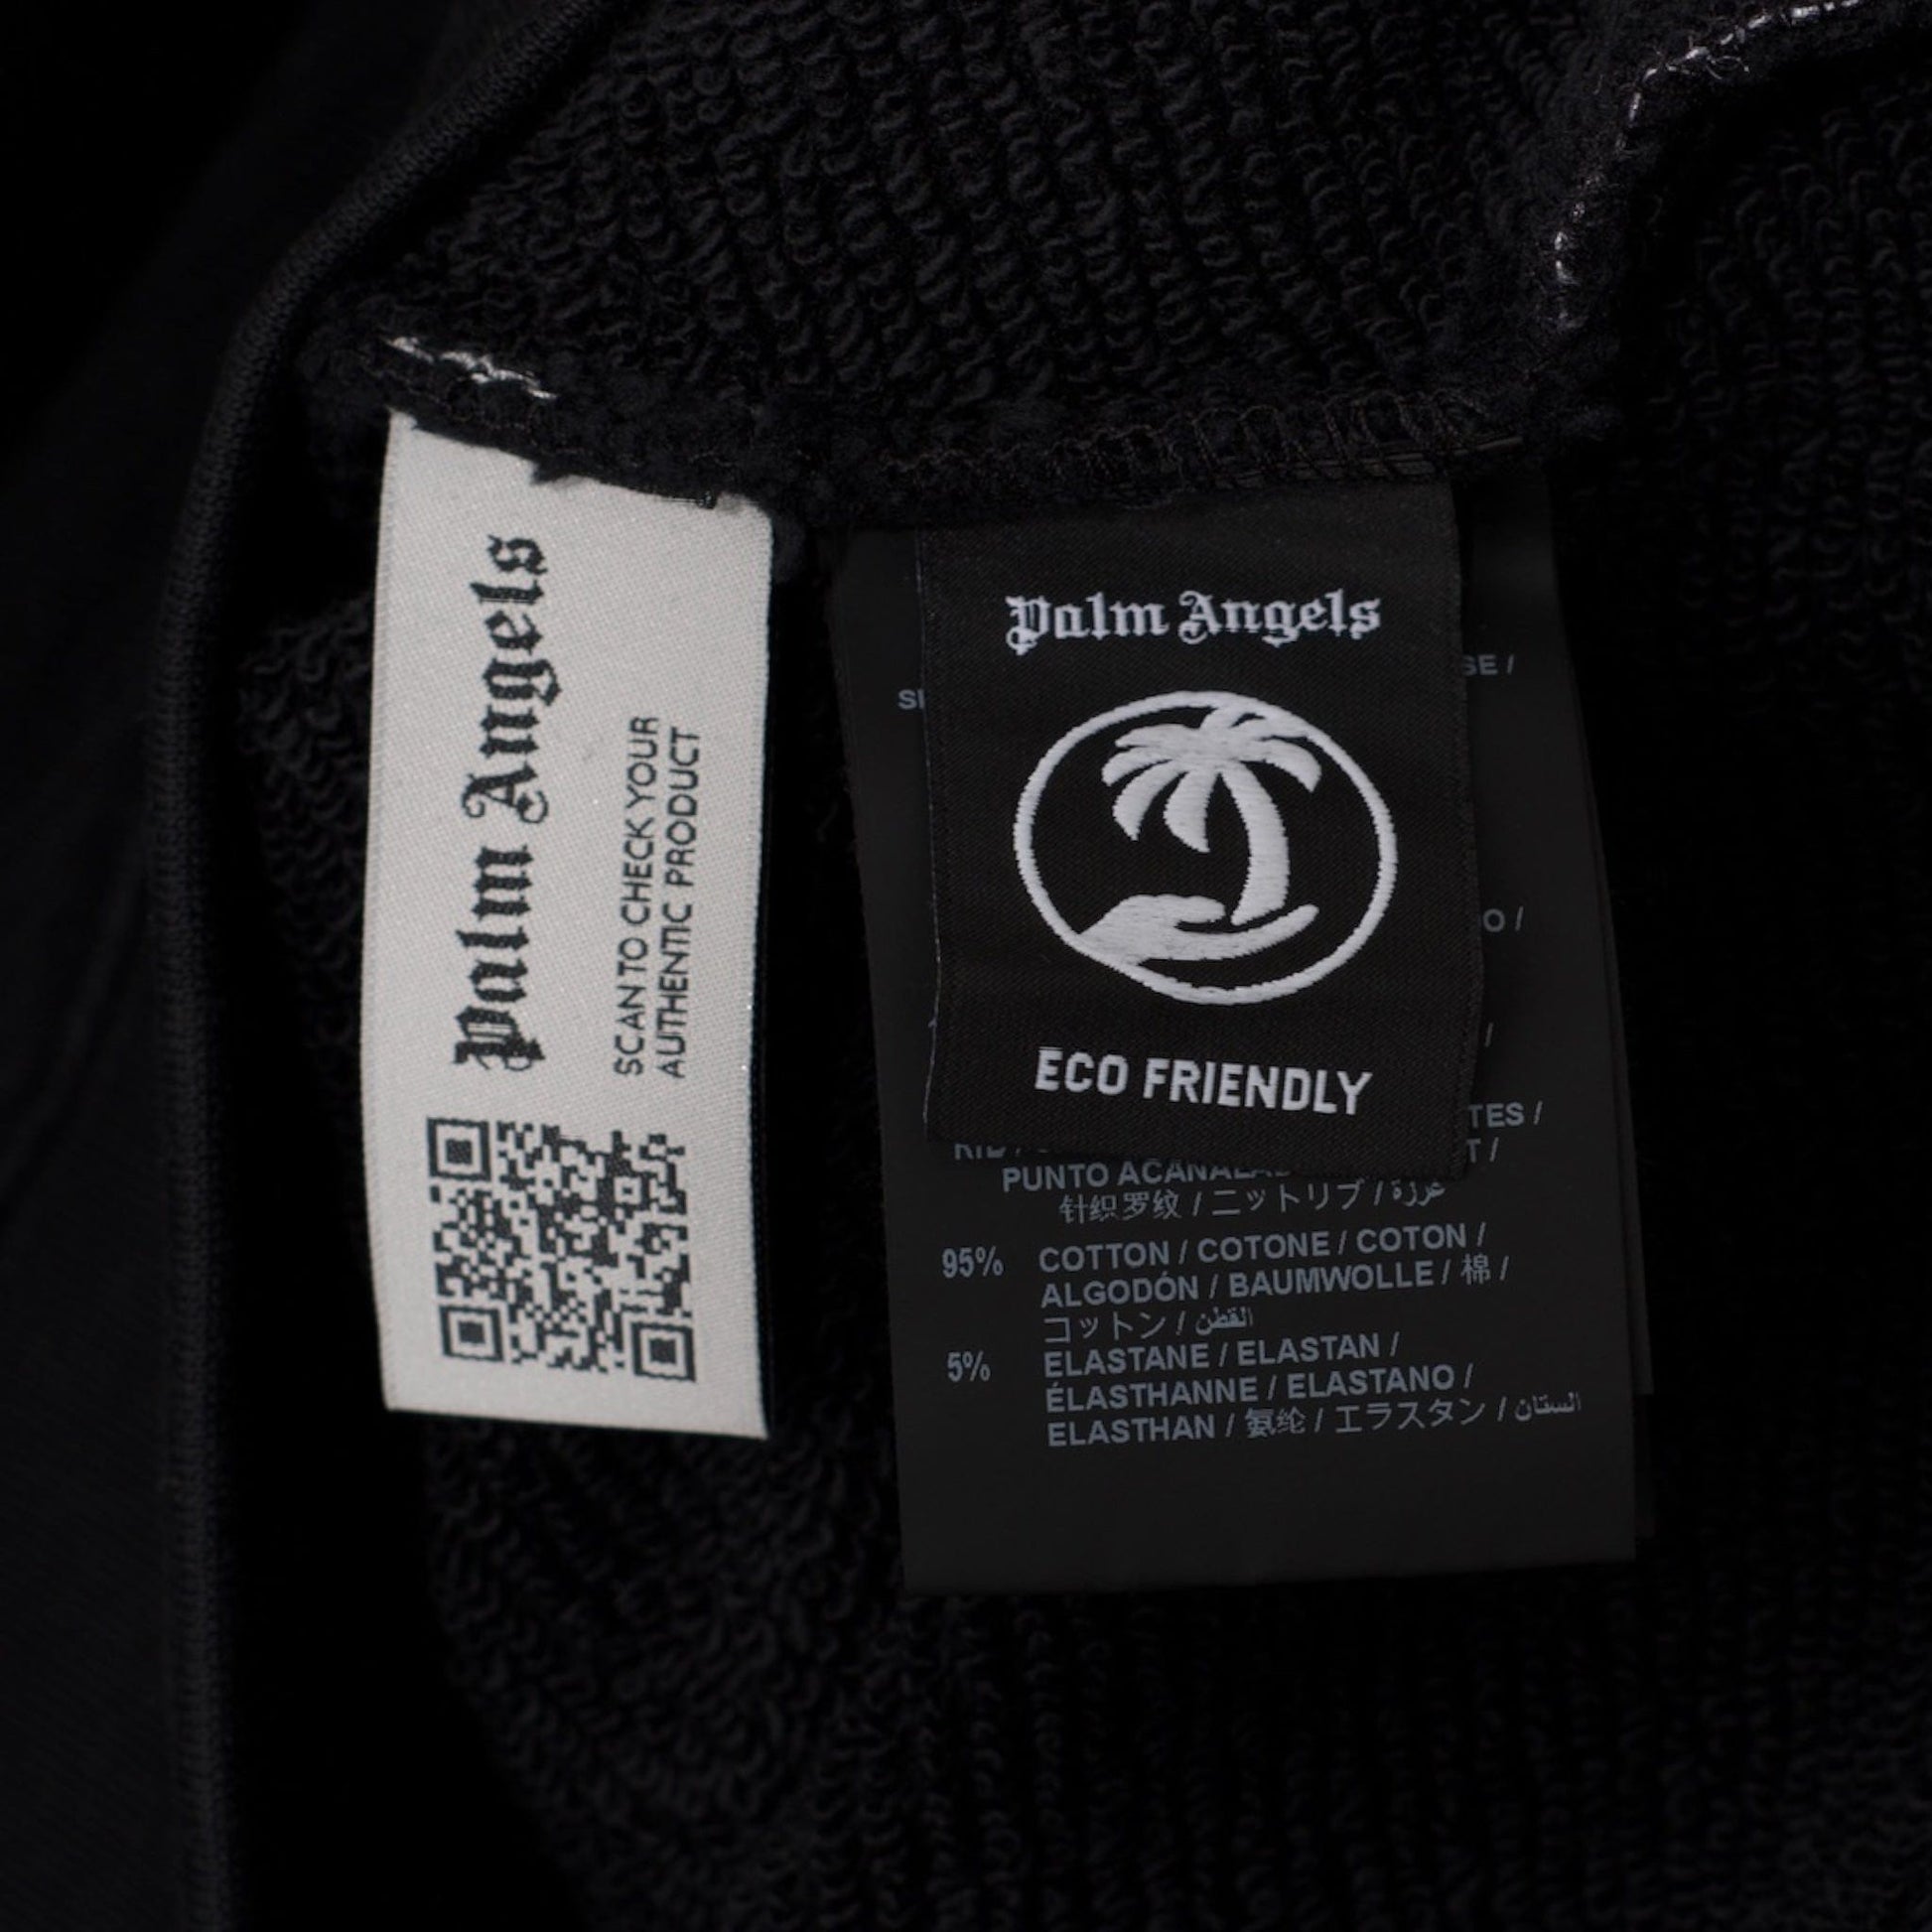 Palm Angels
SCAN TO CHECK YOUR
AUTHENTIC PRODUCT
Palm Angels
ECO FRIENDLY
PUNTO
针织罗纹 / ニットリブ / غرزة
95% COTTON / COTONE / COTON /
ALGODÓN / BAUMWOLLE / 棉 /
コットン / القطن
5% ELASTANE / ELASTAN /
ÉLASTHANNE / ELASTANO /
ELASTHAN / 氨纶 / エラスタン / الستان